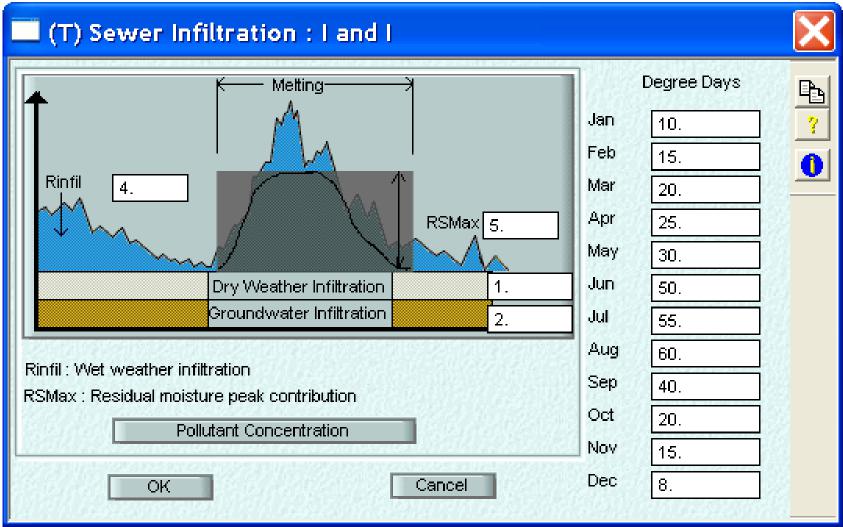 (T) Sewer Infiltration : I and I
Melting
Rinfil
4.
RSMax
5.
Dry Weather Infiltration
1.
Groundwater Infiltration
2.
Rinfil : Wet weather infiltration
RSMax : Residual moisture peak contribution
Pollutant Concentration
OK
Cancel
Degree Days
Jan 10.
Feb 15.
Mar 20.
Apr 25.
May 30.
Jun 50.
Jul 55.
Aug 60.
Sep 40.
Oct 20.
Nov 15.
Dec 8.
?
i